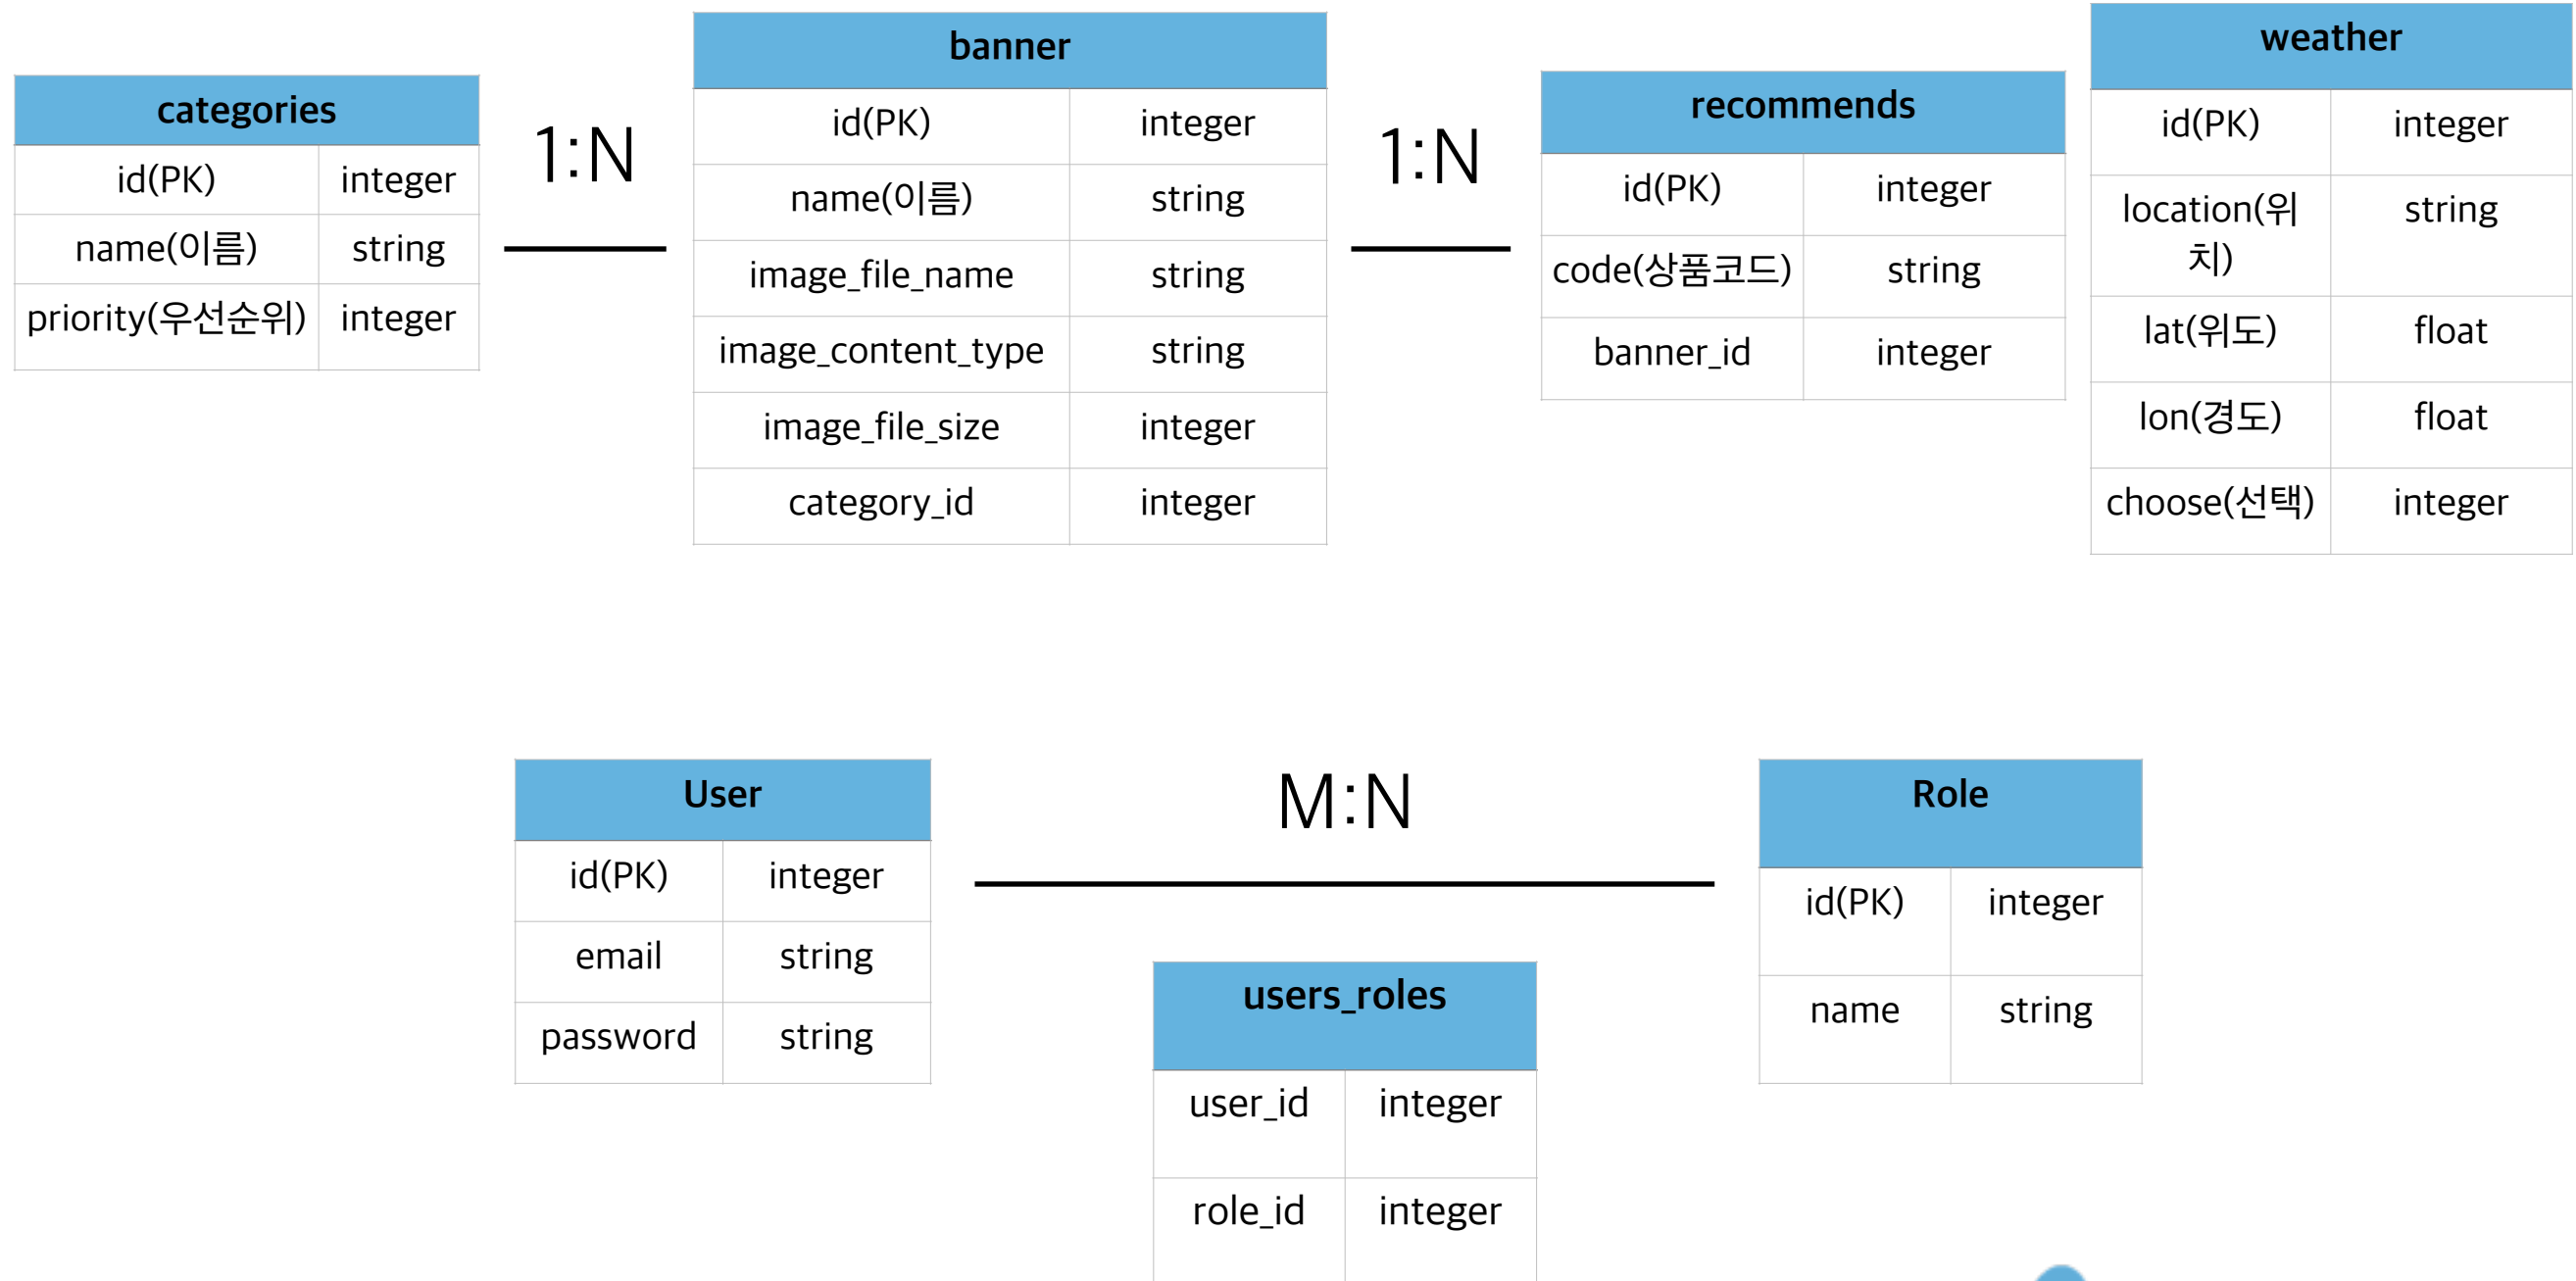 categories
id(PK) integer
name(이름) string
priority(우선순위) integer
1:N
banner
id(PK) integer
name(이름) string
image_file_name string
image_content_type string
image_file_size integer
category_id integer
1:N
recommends
id(PK) integer
code(상품코드) string
banner_id integer
weather
id(PK) integer
location(위 string
치)
lat(위도) float
lon(경도) float
choose(선택) integer
User
id(PK) integer
email string
password string
M:N
users_roles
user_id integer
role_id integer
Role
id(PK) integer
name string